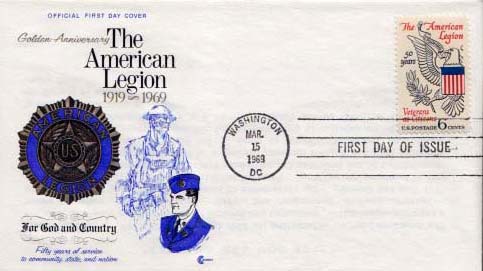 OFFICIAL FIRST DAY COVER
Golden Anniversary
The
American
Legion
1919 ~ 1969
AMERICAN
U.S
LEGION
For God and Country
Fifty years of service
to community, state, and nation
WASHINGTON
MAR.
15
1969
DC
FIRST DAY OF ISSUE
The American
Legion
50
years
Veterans
as Citizens
U.S. POSTAGE 6 CENTS